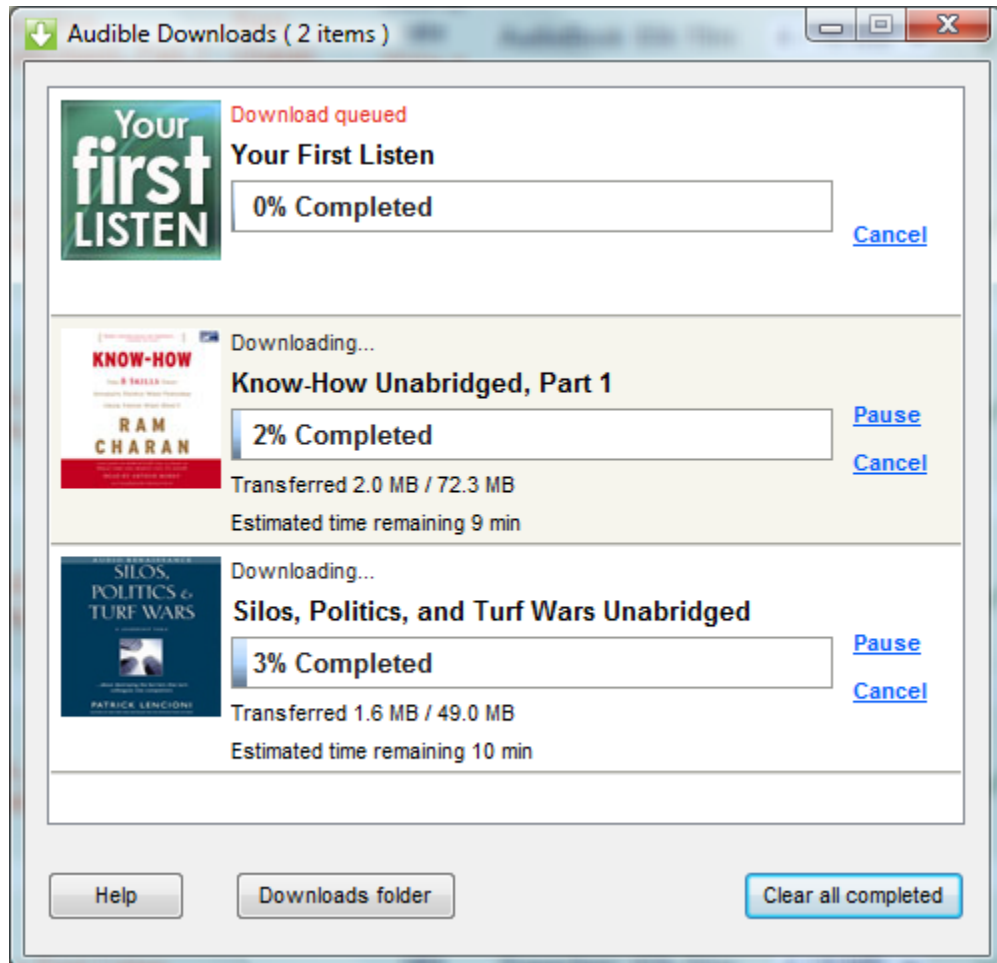 Audible Downloads ( 2 items )
Your
first
LISTEN
Download queued
Your First Listen
0% Completed
Cancel
KNOW-HOW
8 SKILLS
RAM
CHARAN
Downloading...
Know-How Unabridged, Part 1
2% Completed
Pause
Cancel
Transferred 2.0 MB / 72.3 MB
Estimated time remaining 9 min
AUDIO RENAISSANCE
SILOS,
POLITICS &
TURF WARS
PATRICK LENCIONI
Downloading...
Silos, Politics, and Turf Wars Unabridged
3% Completed
Pause
Cancel
Transferred 1.6 MB / 49.0 MB
Estimated time remaining 10 min
Help
Downloads folder
Clear all completed